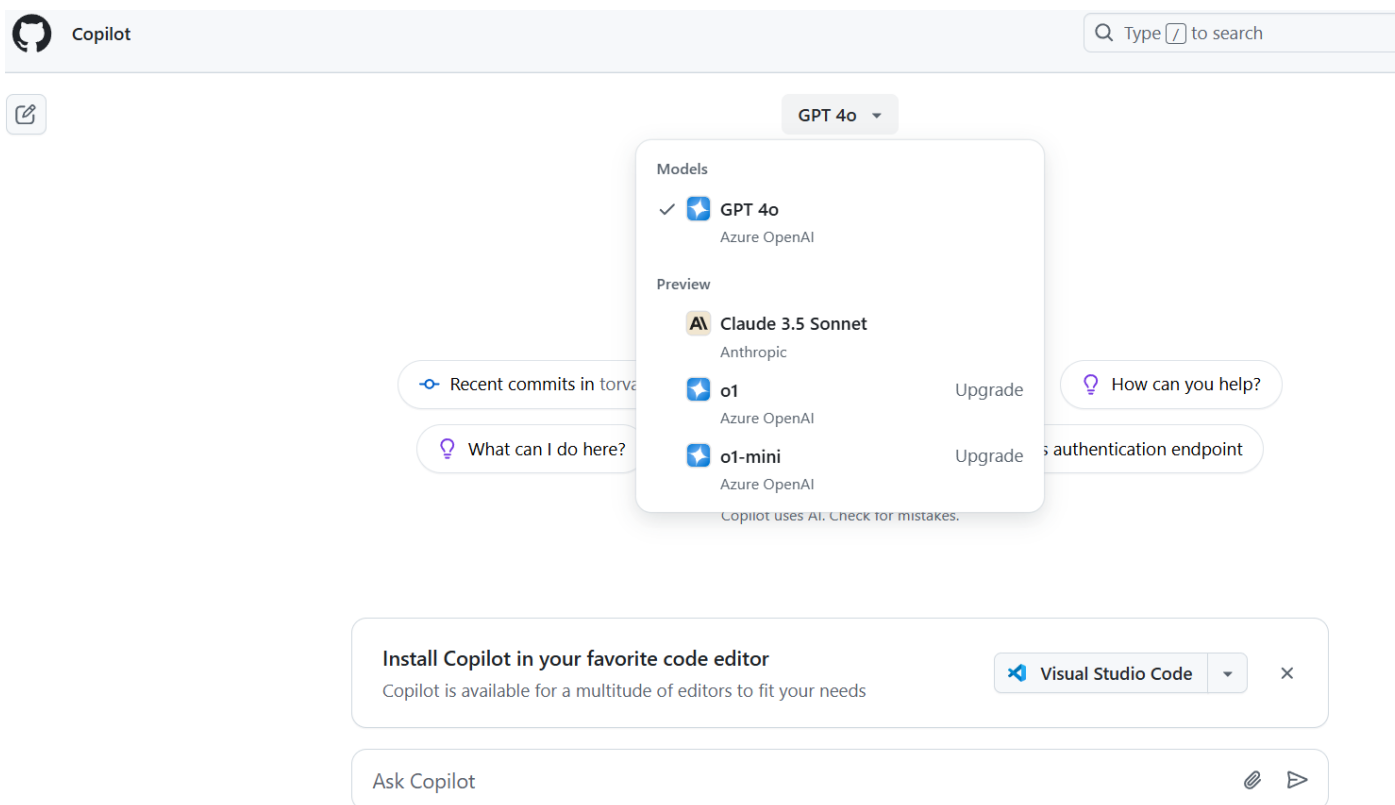 Copilot
Type / to search
GPT 4o
Models
GPT 4o
Azure OpenAI
Preview
Claude 3.5 Sonnet
Anthropic
o1 Upgrade
Azure OpenAI
o1-mini Upgrade
Azure OpenAI
Recent commits in
How can you help?
What can I do here?
authentication endpoint
Copilot uses AI. Check for mistakes.
Install Copilot in your favorite code editor
Copilot is available for a multitude of editors to fit your needs
Visual Studio Code
Ask Copilot